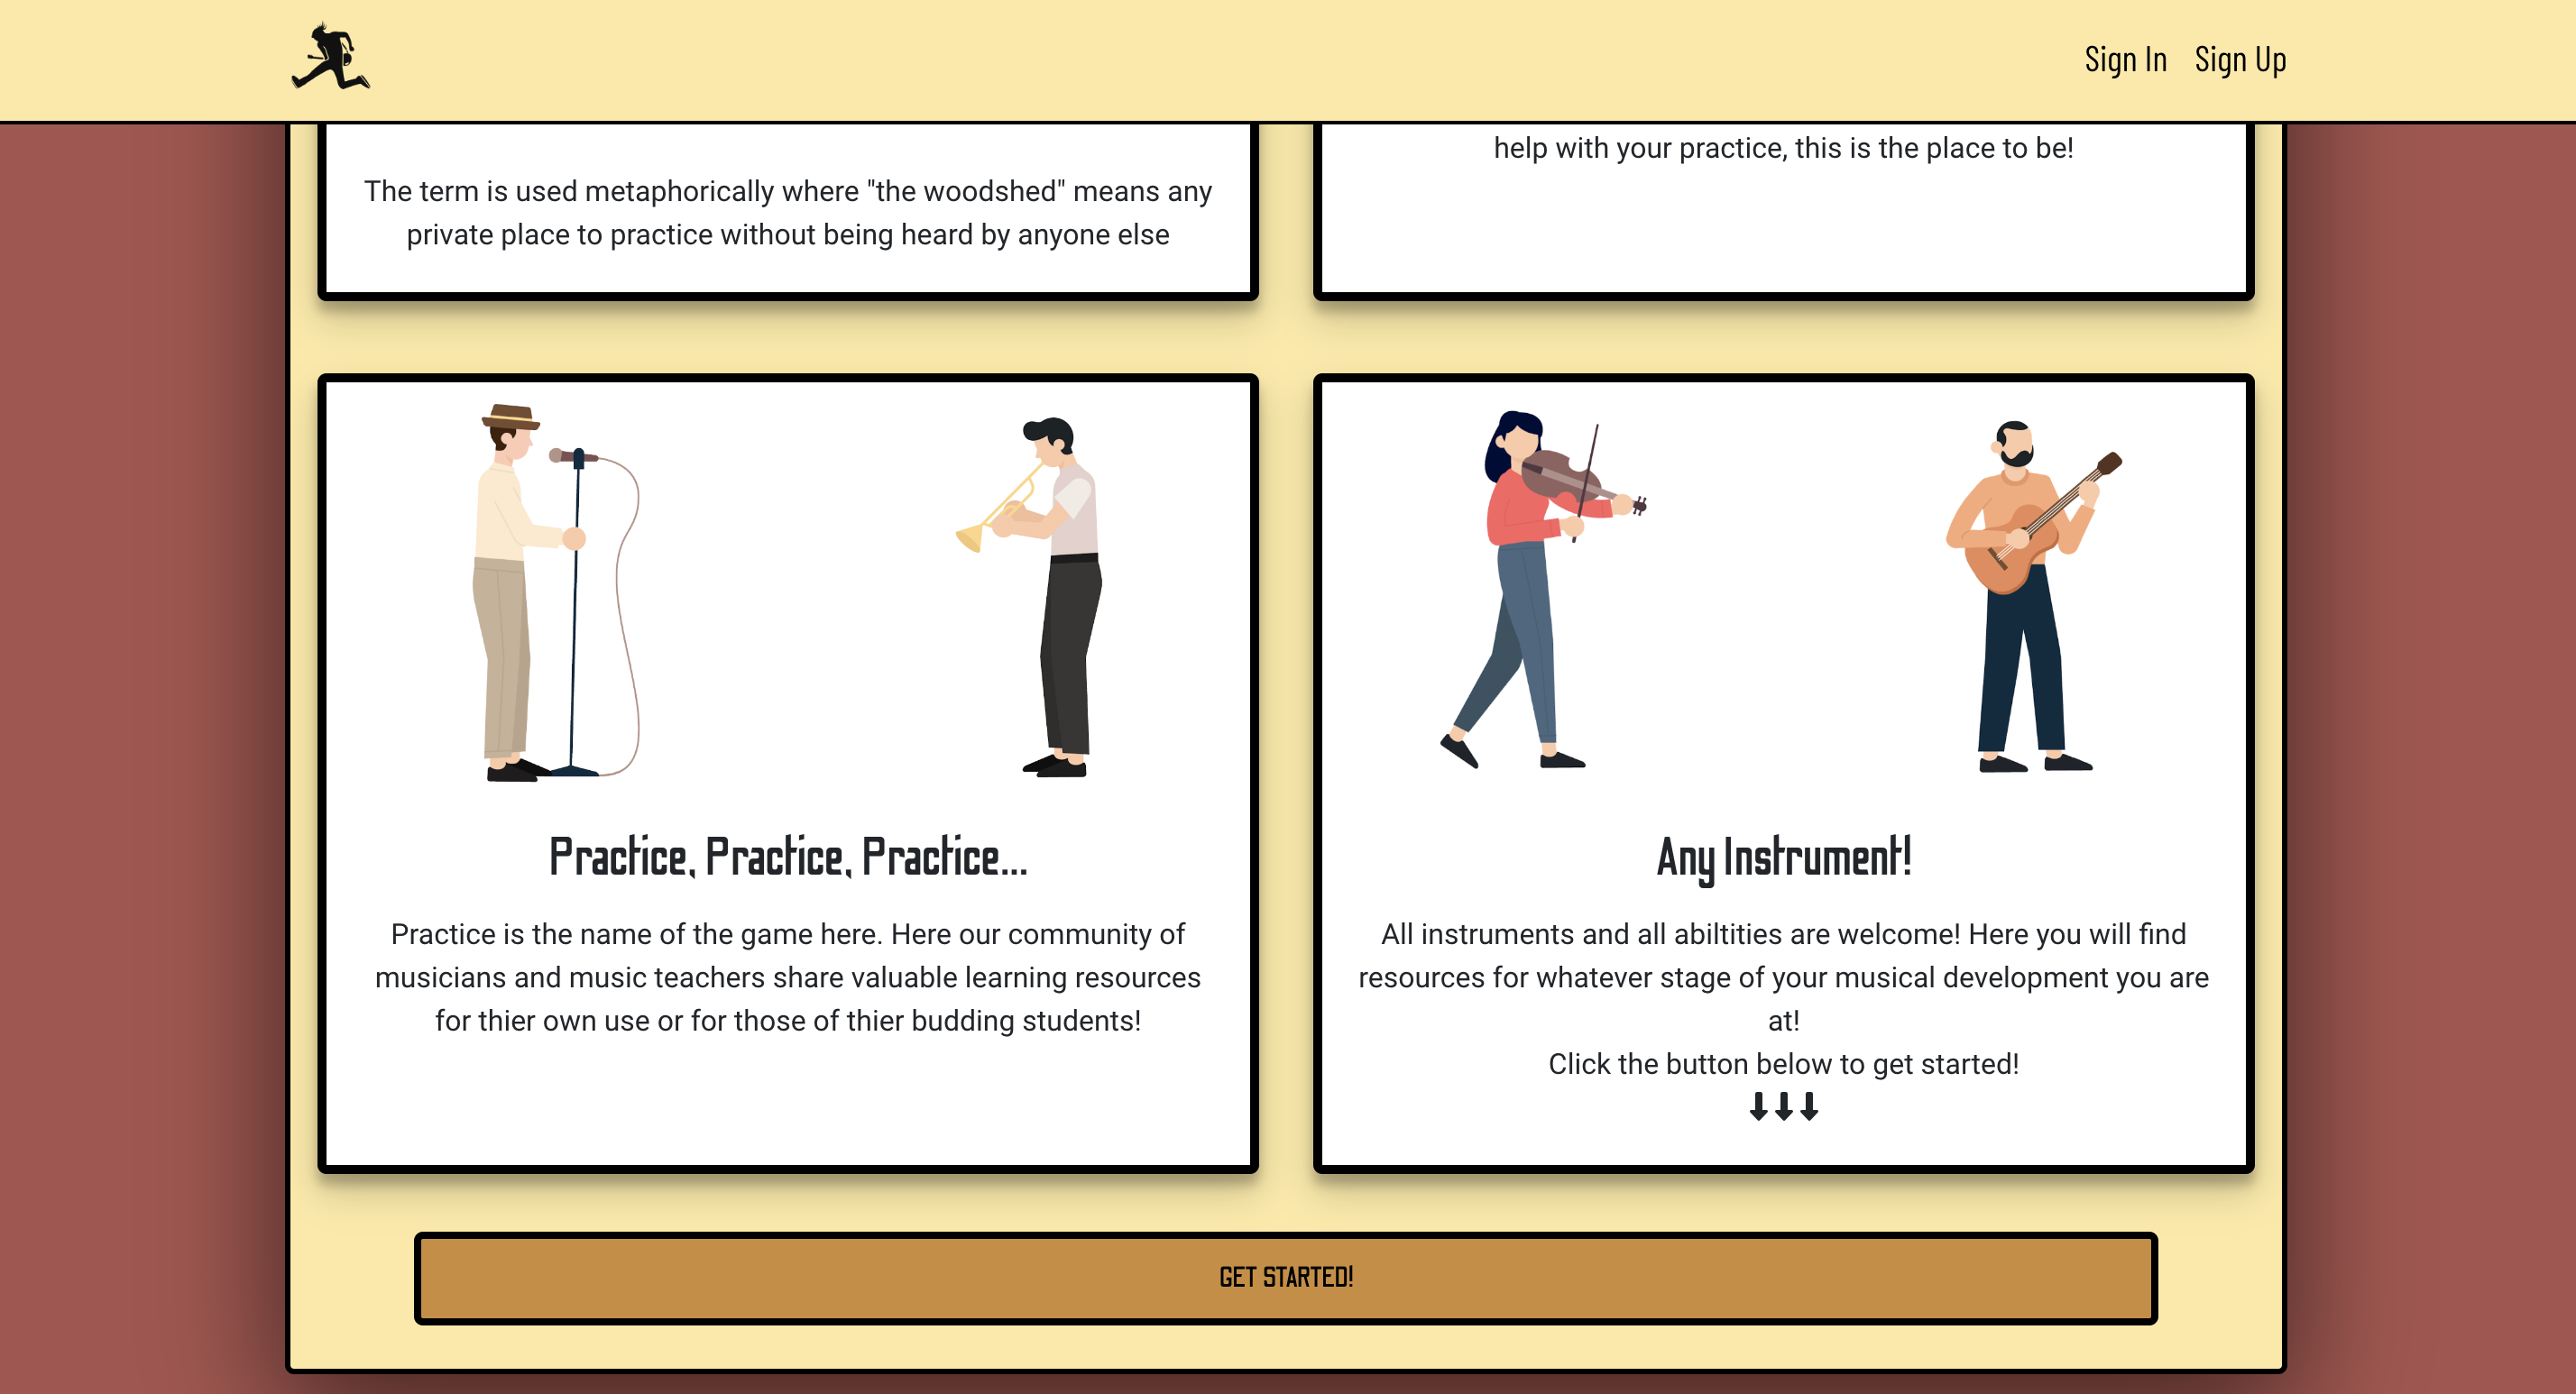 Sign In Sign Up
The term is used metaphorically where "the woodshed" means any
private place to practice without being heard by anyone else
help with your practice, this is the place to be!
Practice, Practice, Practice...
Practice is the name of the game here. Here our community of
musicians and music teachers share valuable learning resources
for thier own use or for those of thier budding students!
Any Instrument!
All instruments and all abiltities are welcome! Here you will find
resources for whatever stage of your musical development you are
at!
Click the button below to get started!
GET STARTED!